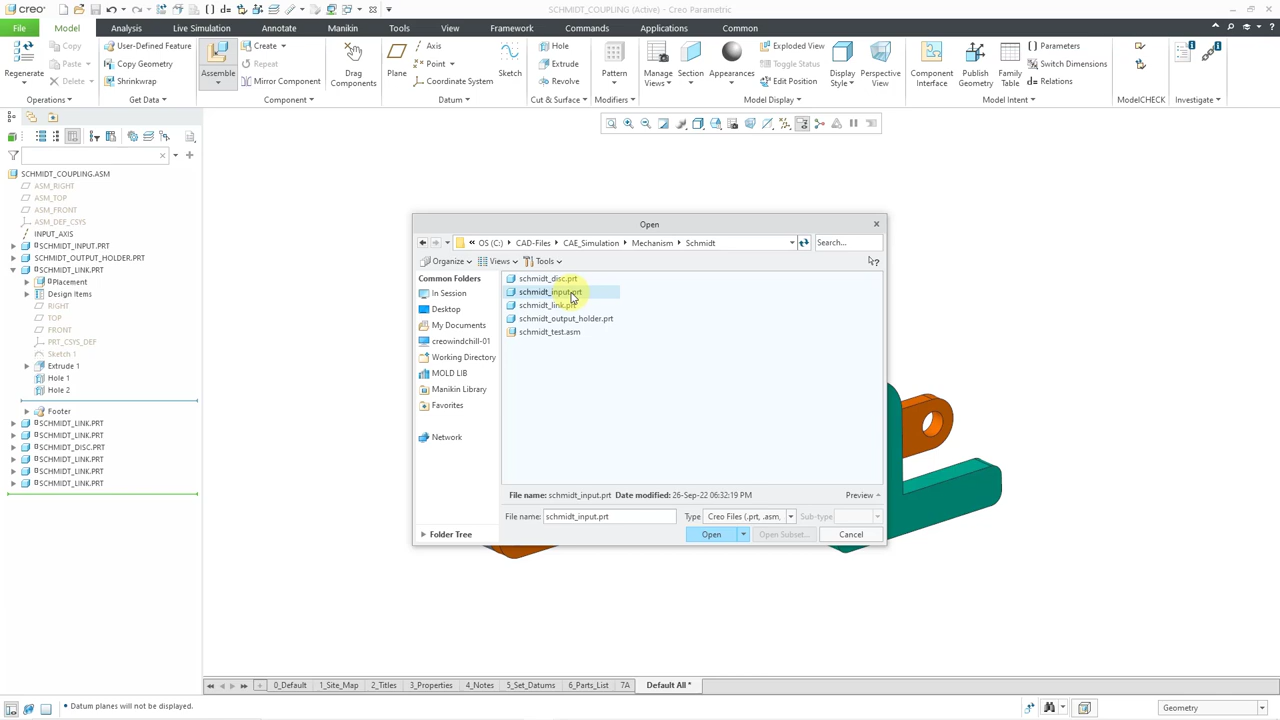 creo
SCHMIDT_COUPLING (Active) - Creo Parametric
File Model Analysis Live Simulation Annotate Manikin Tools View Framework Commands Applications Common
Regenerate
Copy
Paste
Delete
Operations
User-Defined Feature
Copy Geometry
Shrinkwrap
Get Data
Assemble
Create
Repeat
Mirror Component
Drag Components
Component
Plane
Axis
Point
Coordinate System
Sketch
Datum
Hole
Extrude
Revolve
Cut & Surface
Pattern
Modifiers
Manage Views
Section
Appearances
Exploded View
Toggle Status
Edit Position
Display Style
Perspective View
Model Display
Component Interface
Publish Geometry
Family Table
Parameters
Switch Dimensions
Relations
Model Intent
ModelCHECK
Investigate
SCHMIDT_COUPLING.ASM
ASM_RIGHT
ASM_TOP
ASM_FRONT
ASM_DEF_CSYS
INPUT_AXIS
SCHMIDT_INPUT.PRT
SCHMIDT_OUTPUT_HOLDER.PRT
SCHMIDT_LINK.PRT
Placement
Design Items
RIGHT
TOP
FRONT
PRT_CSYS_DEF
Sketch 1
Extrude 1
Hole 1
Hole 2
Footer
SCHMIDT_LINK.PRT
SCHMIDT_LINK.PRT
SCHMIDT_DISC.PRT
SCHMIDT_LINK.PRT
SCHMIDT_LINK.PRT
SCHMIDT_LINK.PRT
Open
OS (C:) CAD-Files CAE_Simulation Mechanism Schmidt Search...
Organize Views Tools
Common Folders
In Session
Desktop
My Documents
creowindchill-01
Working Directory
MOLD LIB
Manikin Library
Favorites
Network
Folder Tree
schmidt_disc.prt
schmidt_input.prt
schmidt_link.prt
schmidt_output_holder.prt
schmidt_test.asm
File name: schmidt_input.prt Date modified: 26-Sep-22 06:32:19 PM Preview
File name: schmidt_input.prt Type Creo Files (.prt, .asm, Sub-type
Open Open Subset... Cancel
0_Default 1_Site_Map 2_Titles 3_Properties 4_Notes 5_Set_Datums 6_Parts_List 7A Default All *
• Datum planes will not be displayed.
Geometry